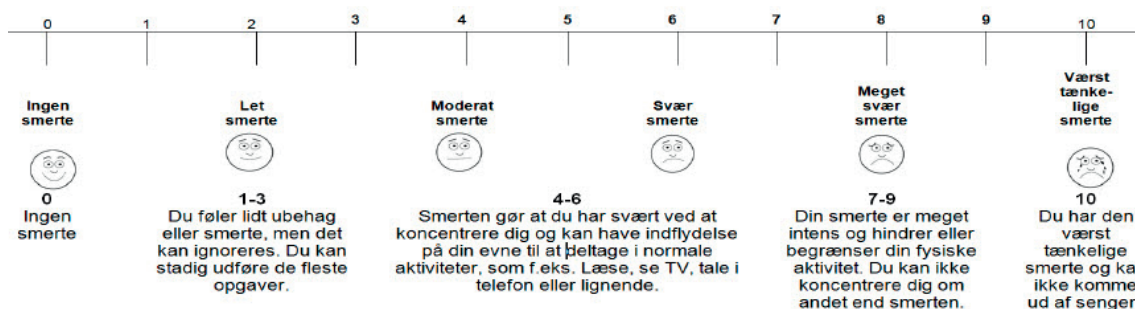 0 1 2 3 4 5 6 7 8 9 10
Ingen
smerte
Let
smerte
Moderat
smerte
Svær
smerte
Meget
svær
smerte
Værst
tænke-
lige
smerte
0
Ingen
smerte
1-3
Du føler lidt ubehag
eller smerte, men det
kan ignoreres. Du kan
stadig udføre de fleste
opgaver.
4-6
Smerten gør at du har svært ved at
koncentrere dig og kan have indflydelse
på din evne til at deltage i normale
aktiviteter, som f.eks. Læse, se TV, tale i
telefon eller lignende.
7-9
Din smerte er meget
intens og hindrer eller
begrænser din fysiske
aktivitet. Du kan ikke
koncentrere dig om
andet end smerten.
10
Du har den
værst
tænkelige
smerte og ka
ikke komme
ud af senger